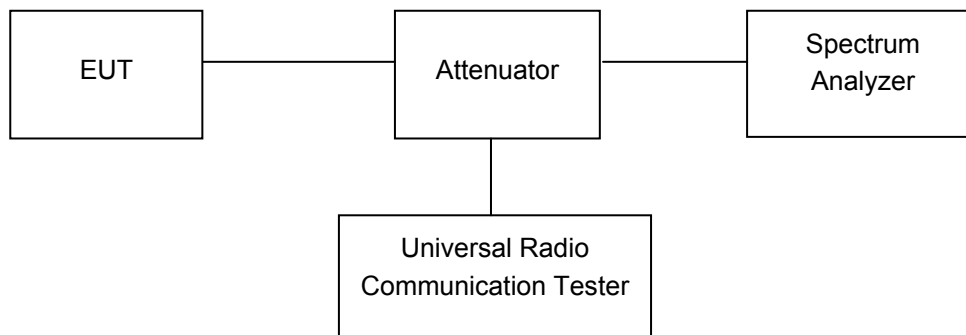 EUT
Attenuator
Spectrum
Analyzer
Universal Radio
Communication Tester